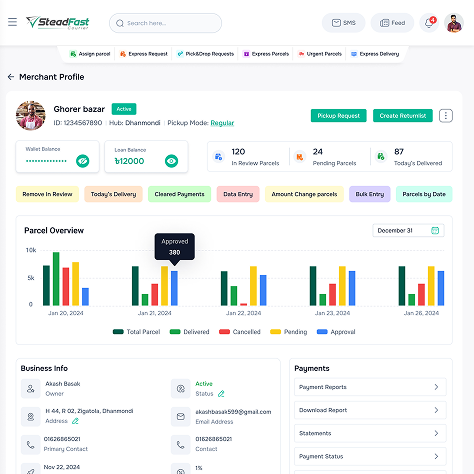 SteadFast
Courier
Search here...
SMS
Feed
4
Assign parcel
Express Request
Pick&Drop Requests
Express Parcels
Urgent Parcels
Express Delivery
Merchant Profile
Ghorer bazar
Active
ID: 1234567890
Hub: Dhanmondi
Pickup Mode: Regular
Pickup Request
Create Returnlist
Wallet Balance
Loan Balance
৳12000
120
In Review Parcels
24
Pending Parcels
87
Today's Delivered
Remove In Review
Today's Delivery
Cleared Payments
Data Entry
Amount Change parcels
Bulk Entry
Parcels by Date
Parcel Overview
December 31
Approved
380
10k
5k
0
Jan 20, 2024
Jan 21, 2024
Jan 22, 2024
Jan 23, 2024
Jan 26, 2024
Total Parcel
Delivered
Cancelled
Pending
Approval
Business Info
Akash Basak
Owner
Active
Status
H 44, R 02, Zigatola, Dhanmondi
Address
akashbasak599@gmail.com
Email Address
01626865021
Primary Contact
01626865021
Contact
Nov 22, 2024
1%
Payments
Payment Reports
Download Report
Statements
Payment Status